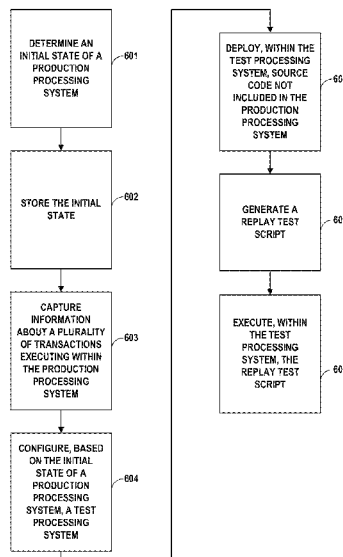 DETERMINE AN
INITIAL STATE OF A
PRODUCTION
PROCESSING
SYSTEM
601
STORE THE INITIAL
STATE
602
CAPTURE
INFORMATION
ABOUT A PLURALITY
OF TRANSACTIONS
EXECUTING WITHIN
THE PRODUCTION
PROCESSING
SYSTEM
603
CONFIGURE, BASED
ON THE INITIAL
STATE OF A
PRODUCTION
PROCESSING
SYSTEM, A TEST
PROCESSING
SYSTEM
604
DEPLOY, WITHIN THE
TEST PROCESSING
SYSTEM, SOURCE
CODE NOT
INCLUDED IN THE
PRODUCTION
PROCESSING
SYSTEM
60
GENERATE A
REPLAY TEST
SCRIPT
60
EXECUTE, WITHIN
THE TEST
PROCESSING
SYSTEM, THE
REPLAY TEST
SCRIPT
60